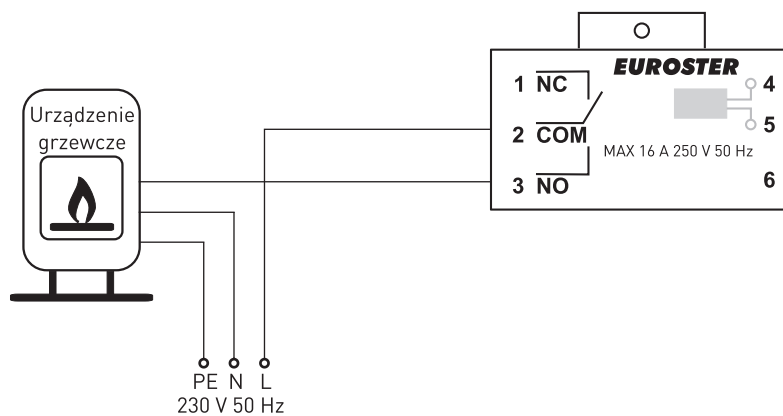 EUROSTER
1 NC
4
Urządzenie
grzewcze
5
2 COM
MAX 16 A 250 V 50 Hz
3 NO
6
PE N L
230 V 50 Hz